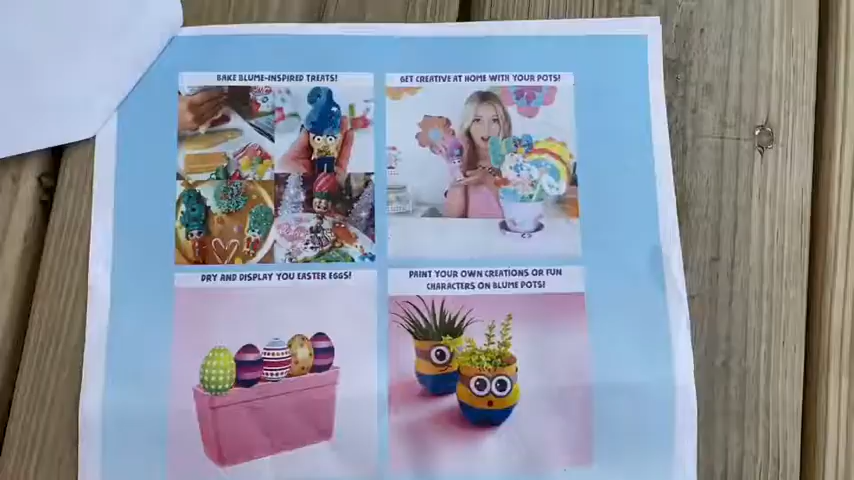 BAKE BLUME-INSPIRED TREATS!
GET CREATIVE AT HOME WITH YOUR POTS!
DRY AND DISPLAY YOU EASTER EGGS!
PAINT YOUR OWN CREATIONS OR FUN
CHARACTERS ON BLUME POTS!